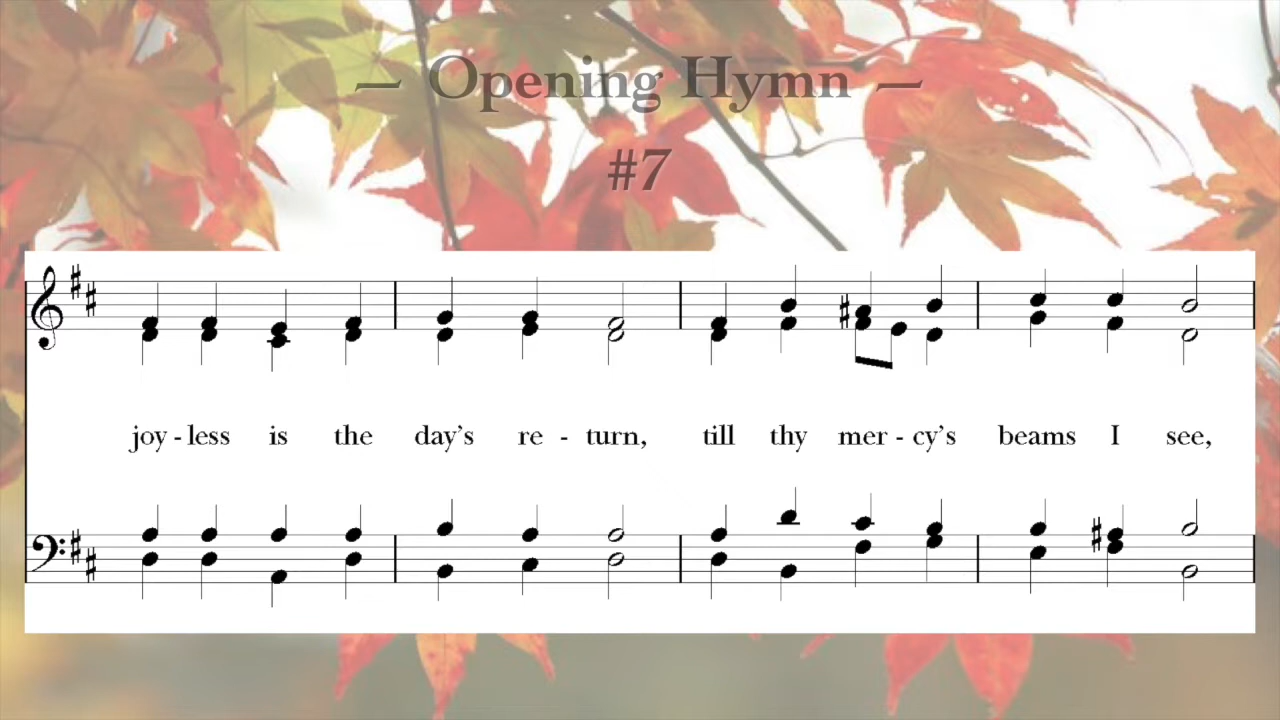 – Opening Hymn –
#7
joy - less is the day’s re - turn, till thy mer - cy’s beams I see,